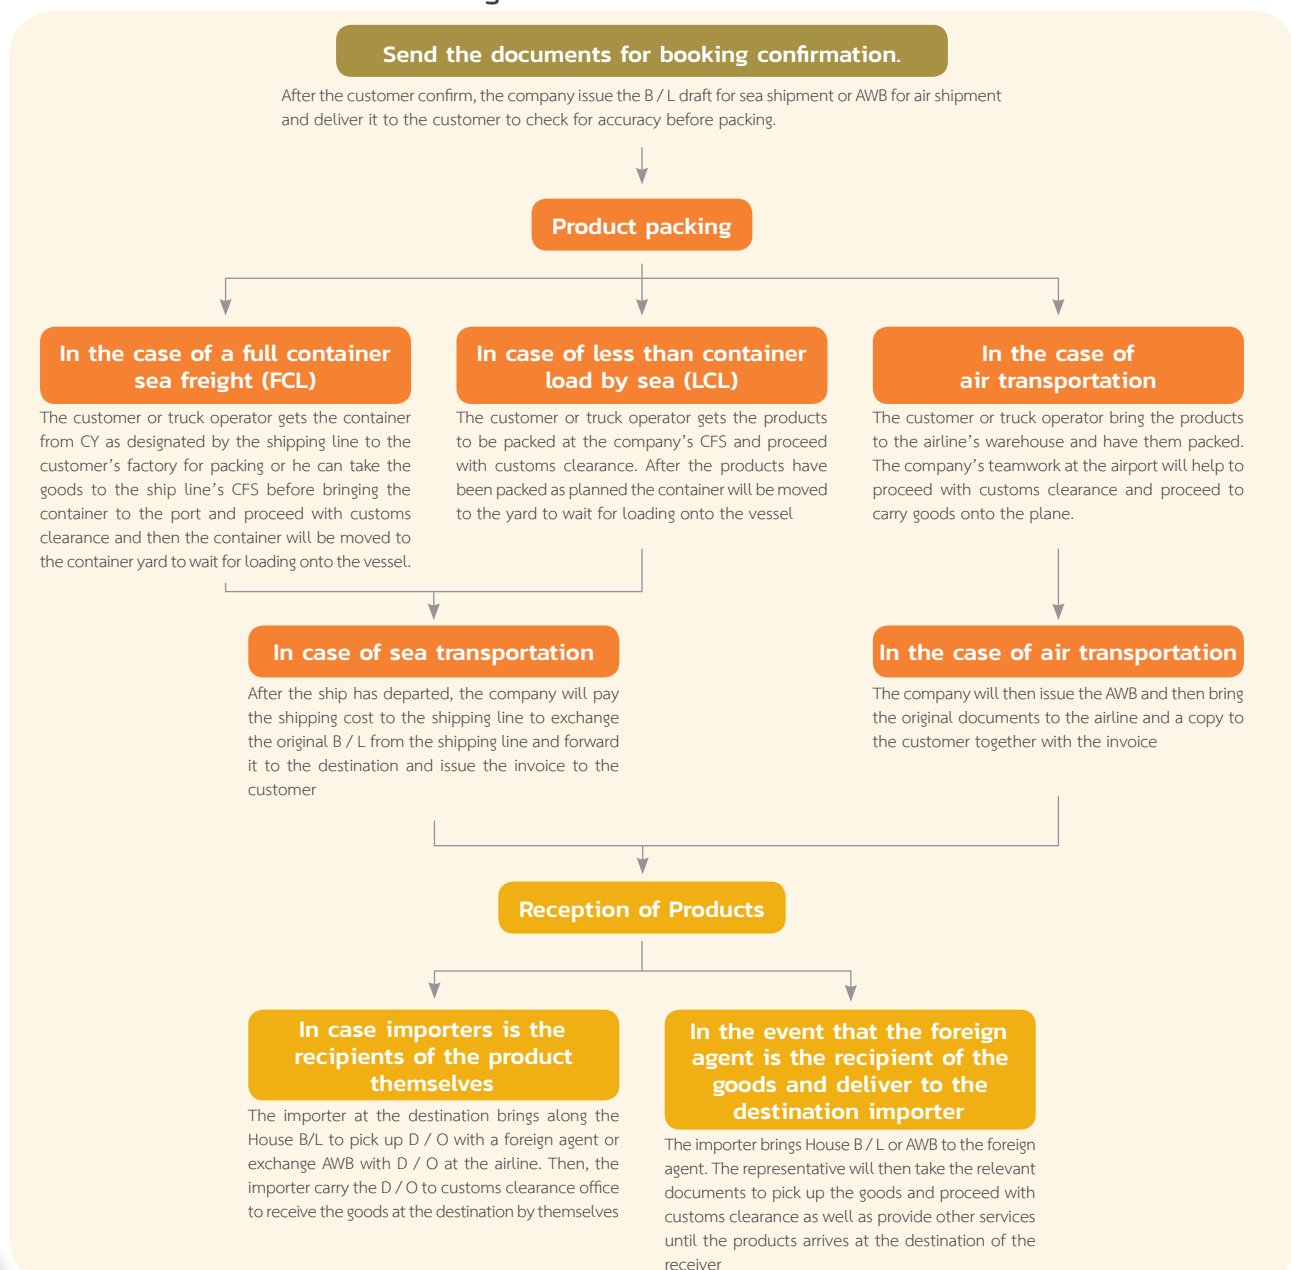 Send the documents for booking confirmation.
After the customer confirm, the company issue the B / L draft for sea shipment or AWB for air shipment
and deliver it to the customer to check for accuracy before packing.
Product packing
In the case of a full container
sea freight (FCL)
The customer or truck operator gets the container
from CY as designated by the shipping line to the
customer's factory for packing or he can take the
goods to the ship line's CFS before bringing the
container to the port and proceed with customs
clearance and then the container will be moved to
the container yard to wait for loading onto the vessel.
In case of less than container
load by sea (LCL)
The customer or truck operator gets the products
to be packed at the company's CFS and proceed
with customs clearance. After the products have
been packed as planned the container will be moved
to the yard to wait for loading onto the vessel
In the case of
air transportation
The customer or truck operator bring the products
to the airline's warehouse and have them packed.
The company's teamwork at the airport will help to
proceed with customs clearance and proceed to
carry goods onto the plane.
In case of sea transportation
After the ship has departed, the company will pay
the shipping cost to the shipping line to exchange
the original B / L from the shipping line and forward
it to the destination and issue the invoice to the
customer
In the case of air transportation
The company will then issue the AWB and then bring
the original documents to the airline and a copy to
the customer together with the invoice
Reception of Products
In case importers is the
recipients of the product
themselves
The importer at the destination brings along the
House B/L to pick up D / O with a foreign agent or
exchange AWB with D / O at the airline. Then, the
importer carry the D / O to customs clearance office
to receive the goods at the destination by themselves
In the event that the foreign
agent is the recipient of the
goods and deliver to the
destination importer
The importer brings House B / L or AWB to the foreign
agent. The representative will then take the relevant
documents to pick up the goods and proceed with
customs clearance as well as provide other services
until the products arrives at the destination of the
receiver